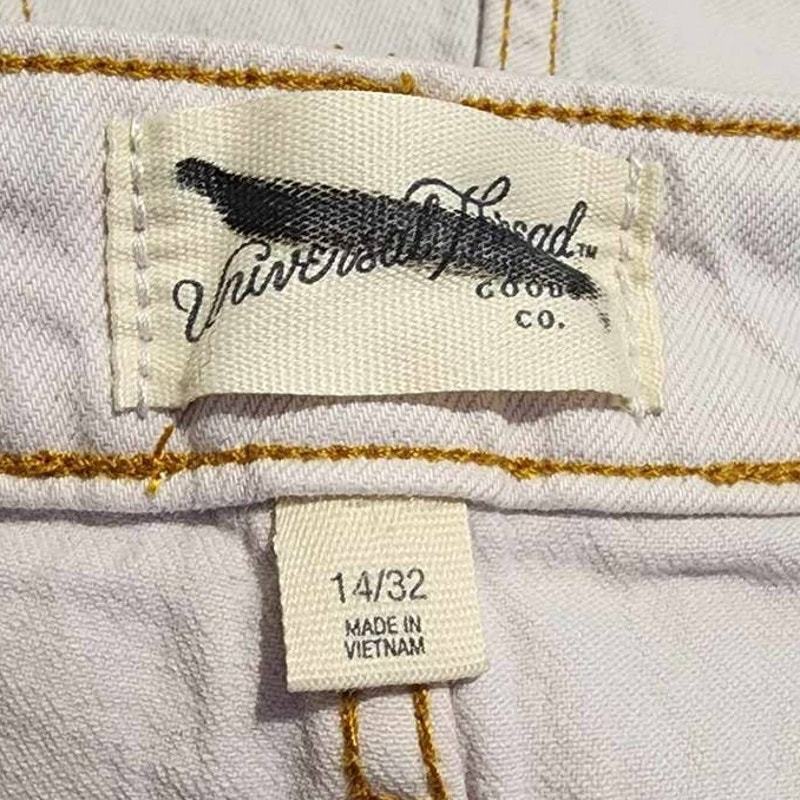 Universal Thread™
GOODS
CO.
14/32
MADE IN
VIETNAM